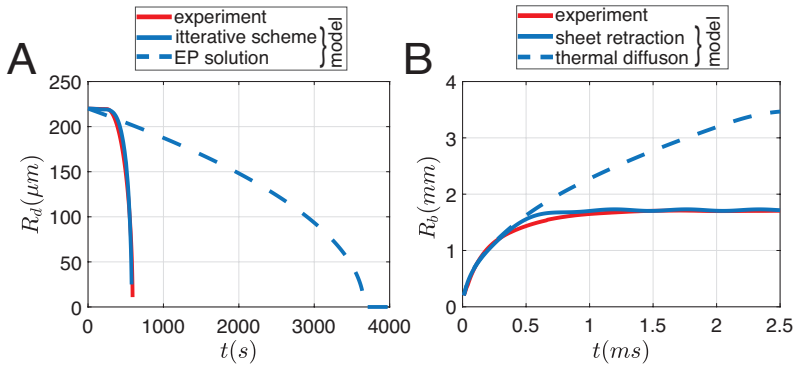 experiment
itterative scheme
EP solution
model
A
R_d(μm)
250
200
150
100
50
0
0 1000 2000 3000 4000
t(s)
experiment
sheet retraction
thermal diffuson
model
B
R_b(mm)
4
3
2
1
0
0 0.5 1 1.5 2 2.5
t(ms)